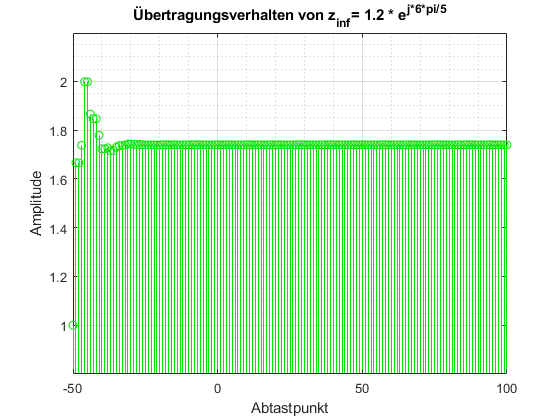 Übertragungsverhalten von z_inf = 1.2 * e^j*6*pi/5
2
1.8
1.6
1.4
1.2
1
Amplitude
-50 0 50 100
Abtastpunkt